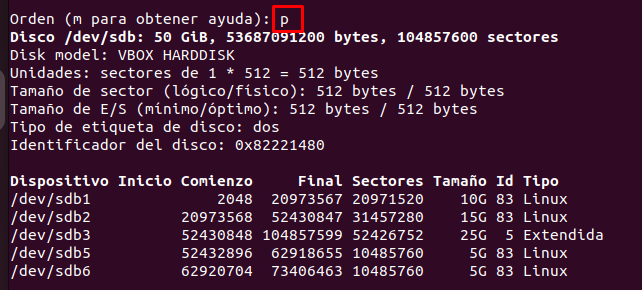 Orden (m para obtener ayuda): p
Disco /dev/sdb: 50 GiB, 53687091200 bytes, 104857600 sectores
Disk model: VBOX HARDDISK
Unidades: sectores de 1 * 512 = 512 bytes
Tamaño de sector (lógico/físico): 512 bytes / 512 bytes
Tamaño de E/S (mínimo/óptimo): 512 bytes / 512 bytes
Tipo de etiqueta de disco: dos
Identificador del disco: 0x82221480

Dispositivo Inicio Comienzo     Final Sectores Tamaño Id Tipo
/dev/sdb1              2048  20973567 20971520    10G 83 Linux
/dev/sdb2          20973568  52430847 31457280    15G 83 Linux
/dev/sdb3          52430848 104857599 52426752    25G  5 Extendida
/dev/sdb5          52432896  62918655 10485760     5G 83 Linux
/dev/sdb6          62920704  73406463 10485760     5G 83 Linux